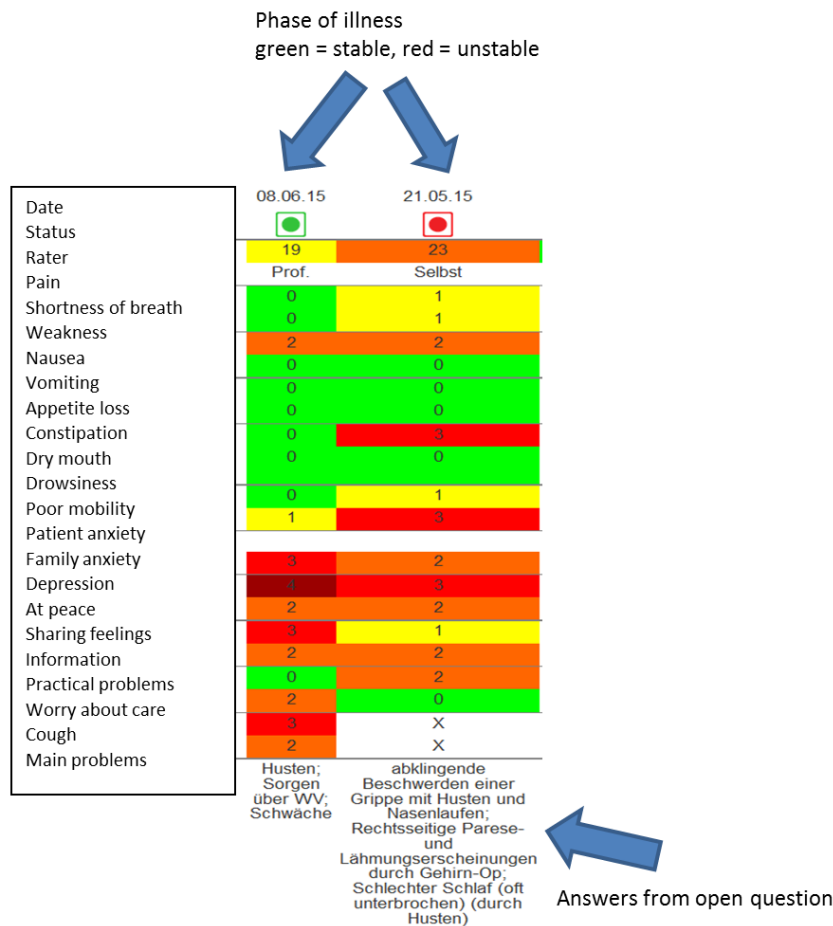 Phase of illness
green = stable, red = unstable
08.06.15 21.05.15
Date
Status
Rater
Pain
Shortness of breath
Weakness
Nausea
Vomiting
Appetite loss
Constipation
Dry mouth
Drowsiness
Poor mobility
Patient anxiety
Family anxiety
Depression
At peace
Sharing feelings
Information
Practical problems
Worry about care
Cough
Main problems
19 23
Prof. Selbst
0 1
0 1
2 2
0 0
0 0
0 0
0 3
0 0
0 1
1 3
3 2
4 3
2 2
3 1
2 2
0 2
2 0
3 X
2 X
Husten;
Sorgen
über WV;
Schwäche
abklingende
Beschwerden einer
Grippe mit Husten und
Nasenlaufen;
Rechtsseitige Parese-
und
Lähmungserscheinungen
durch Gehirn-Op;
Schlechter Schlaf (oft
unterbrochen) (durch
Husten)
Answers from open question